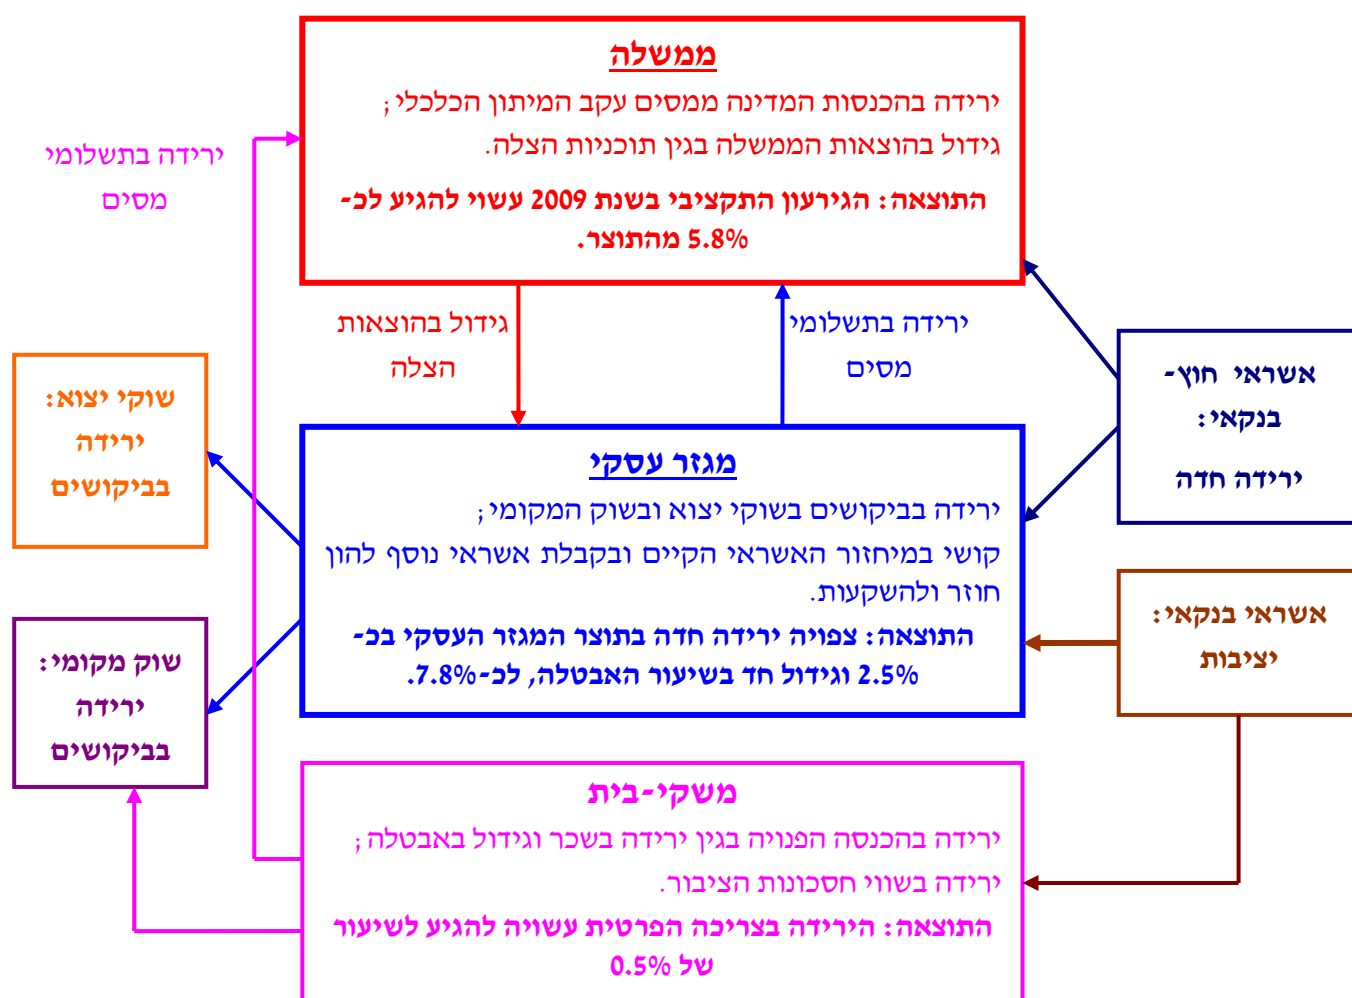 ממשלה
ירידה בהכנסות המדינה ממסים עקב המיתון הכלכלי;
גידול בהוצאות הממשלה בגין תוכניות הצלה.
התוצאה: הגירעון התקציבי בשנת 2009 עשוי להגיע לכ-
5.8% מהתוצר.
ירידה בתשלומי
מסים
גידול בהוצאות
הצלה
ירידה בתשלומי
מסים
אשראי חוץ-
בנקאי:
ירידה חדה
שוקי יצוא:
ירידה
בביקושים
מגזר עסקי
ירידה בביקושים בשוקי יצוא ובשוק המקומי;
קושי במיחזור האשראי הקיים ובקבלת אשראי נוסף להון
חוזר ולהשקעות.
התוצאה: צפויה ירידה חדה בתוצר המגזר העסקי בכ-
2.5% וגידול חד בשיעור האבטלה, לכ-7.8%.
אשראי בנקאי:
יציבות
שוק מקומי:
ירידה
בביקושים
משקי-בית
ירידה בהכנסה הפנויה בגין ירידה בשכר וגידול באבטלה;
ירידה בשווי חסכונות הציבור.
התוצאה: הירידה בצריכה הפרטית עשויה להגיע לשיעור
של 0.5%